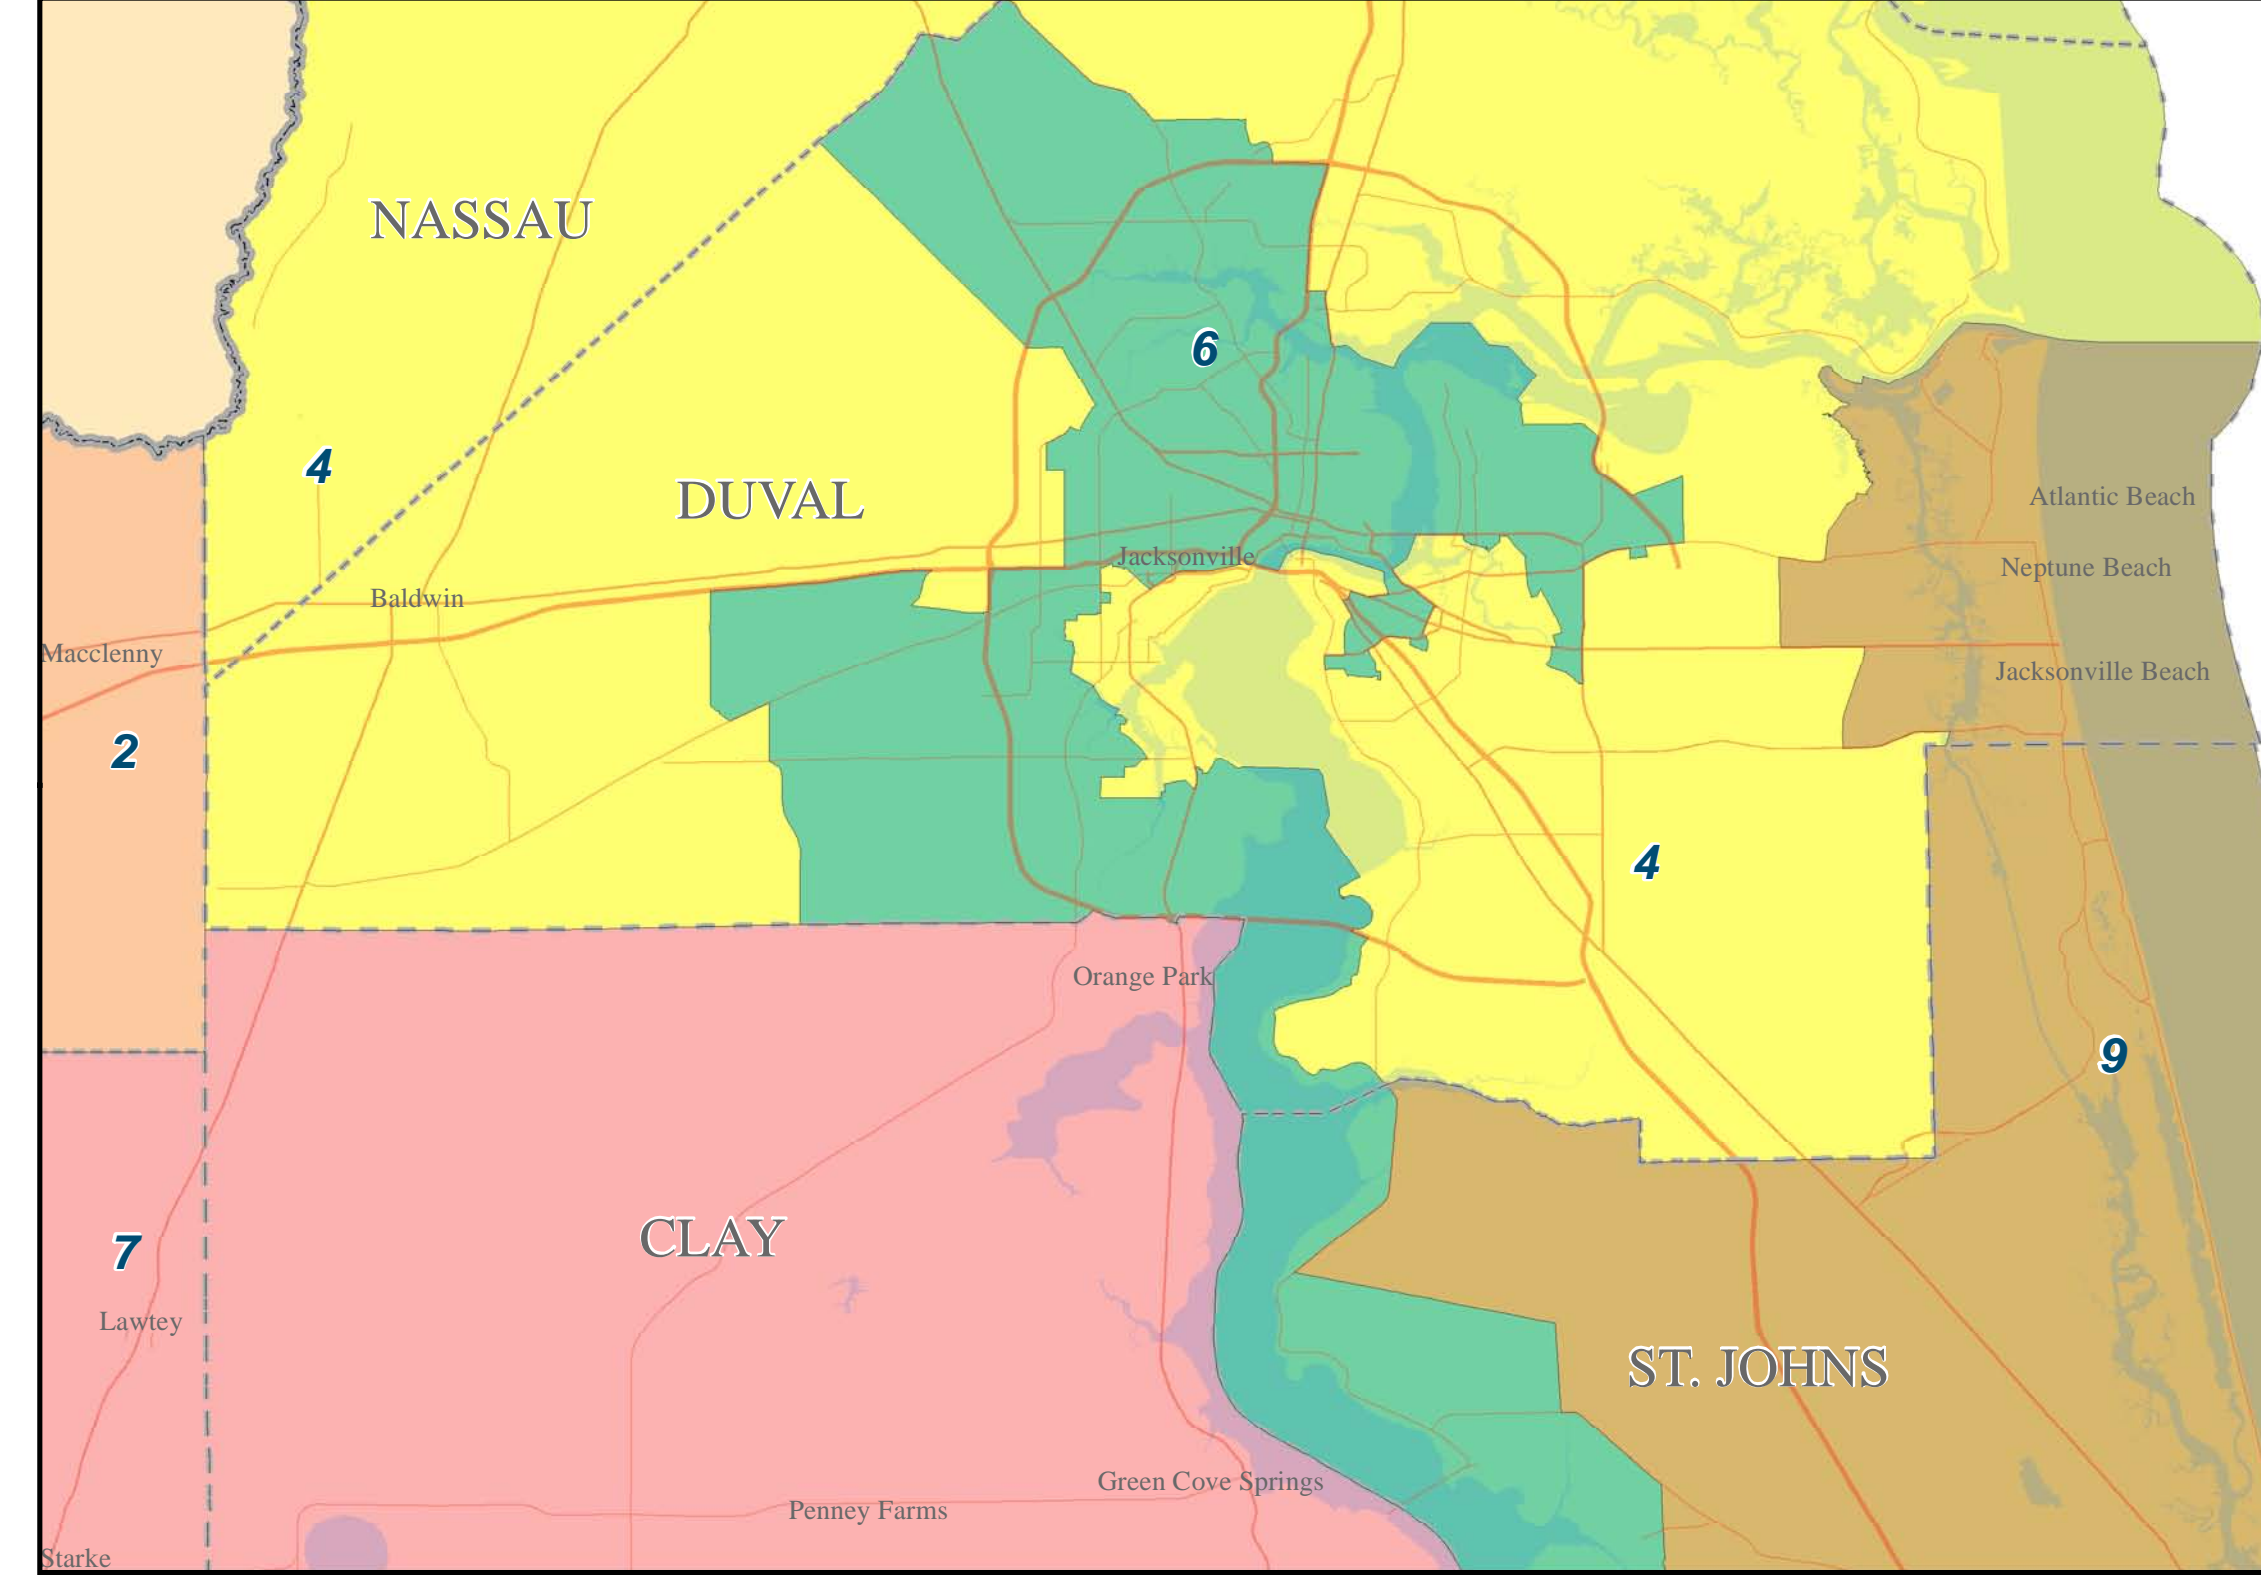 NASSAU
6
4
DUVAL
Atlantic Beach
Jacksonville
Neptune Beach
Baldwin
Macclenny
Jacksonville Beach
2
4
Orange Park
9
CLAY
7
Lawtey
ST. JOHNS
Green Cove Springs
Penney Farms
Starke